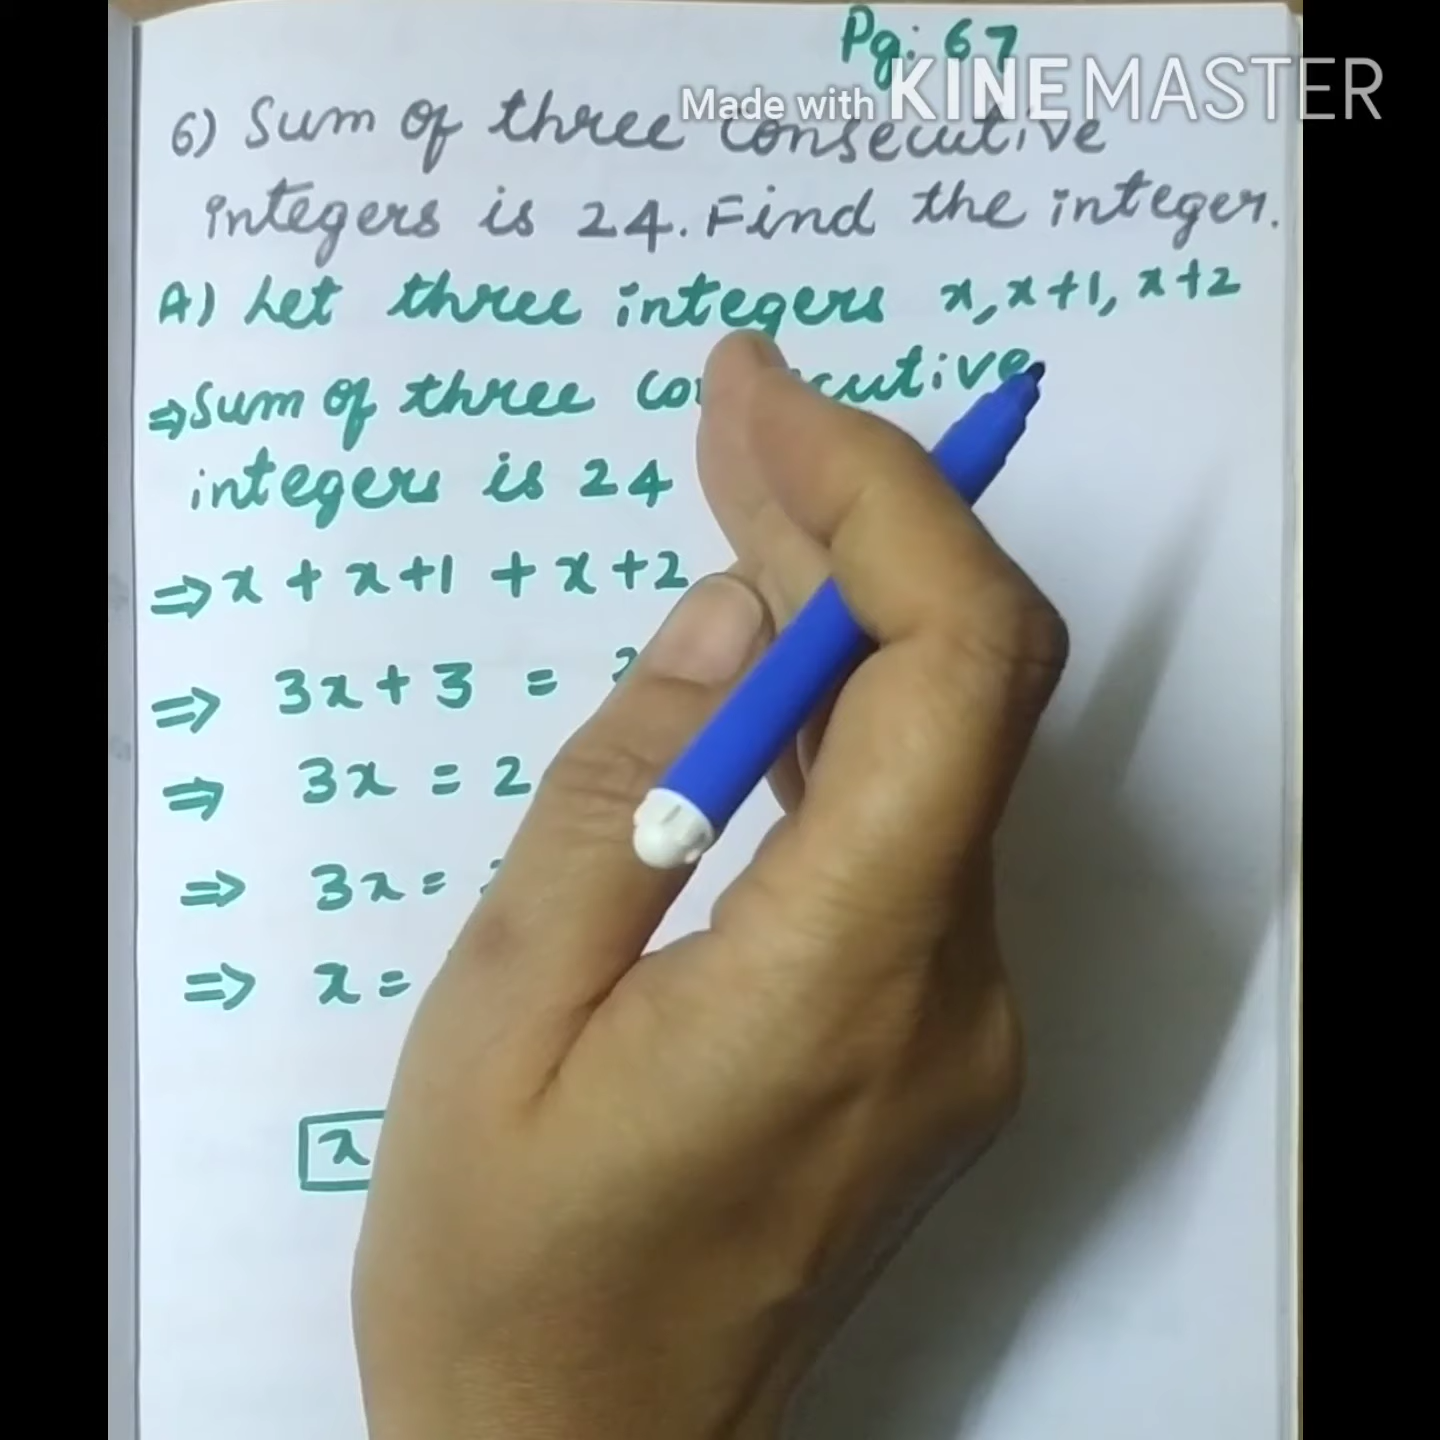 Pg: 67
Made with KINEMASTER
6) Sum of three consecutive
integers is 24. Find the integer.
A) Let three integers x, x+1, x+2
⇒ Sum of three
integers is 24
⇒ x + x+1 + x+2
⇒ 3x + 3 =
⇒ 3x = 2
⇒ 3x =
⇒ x =
x